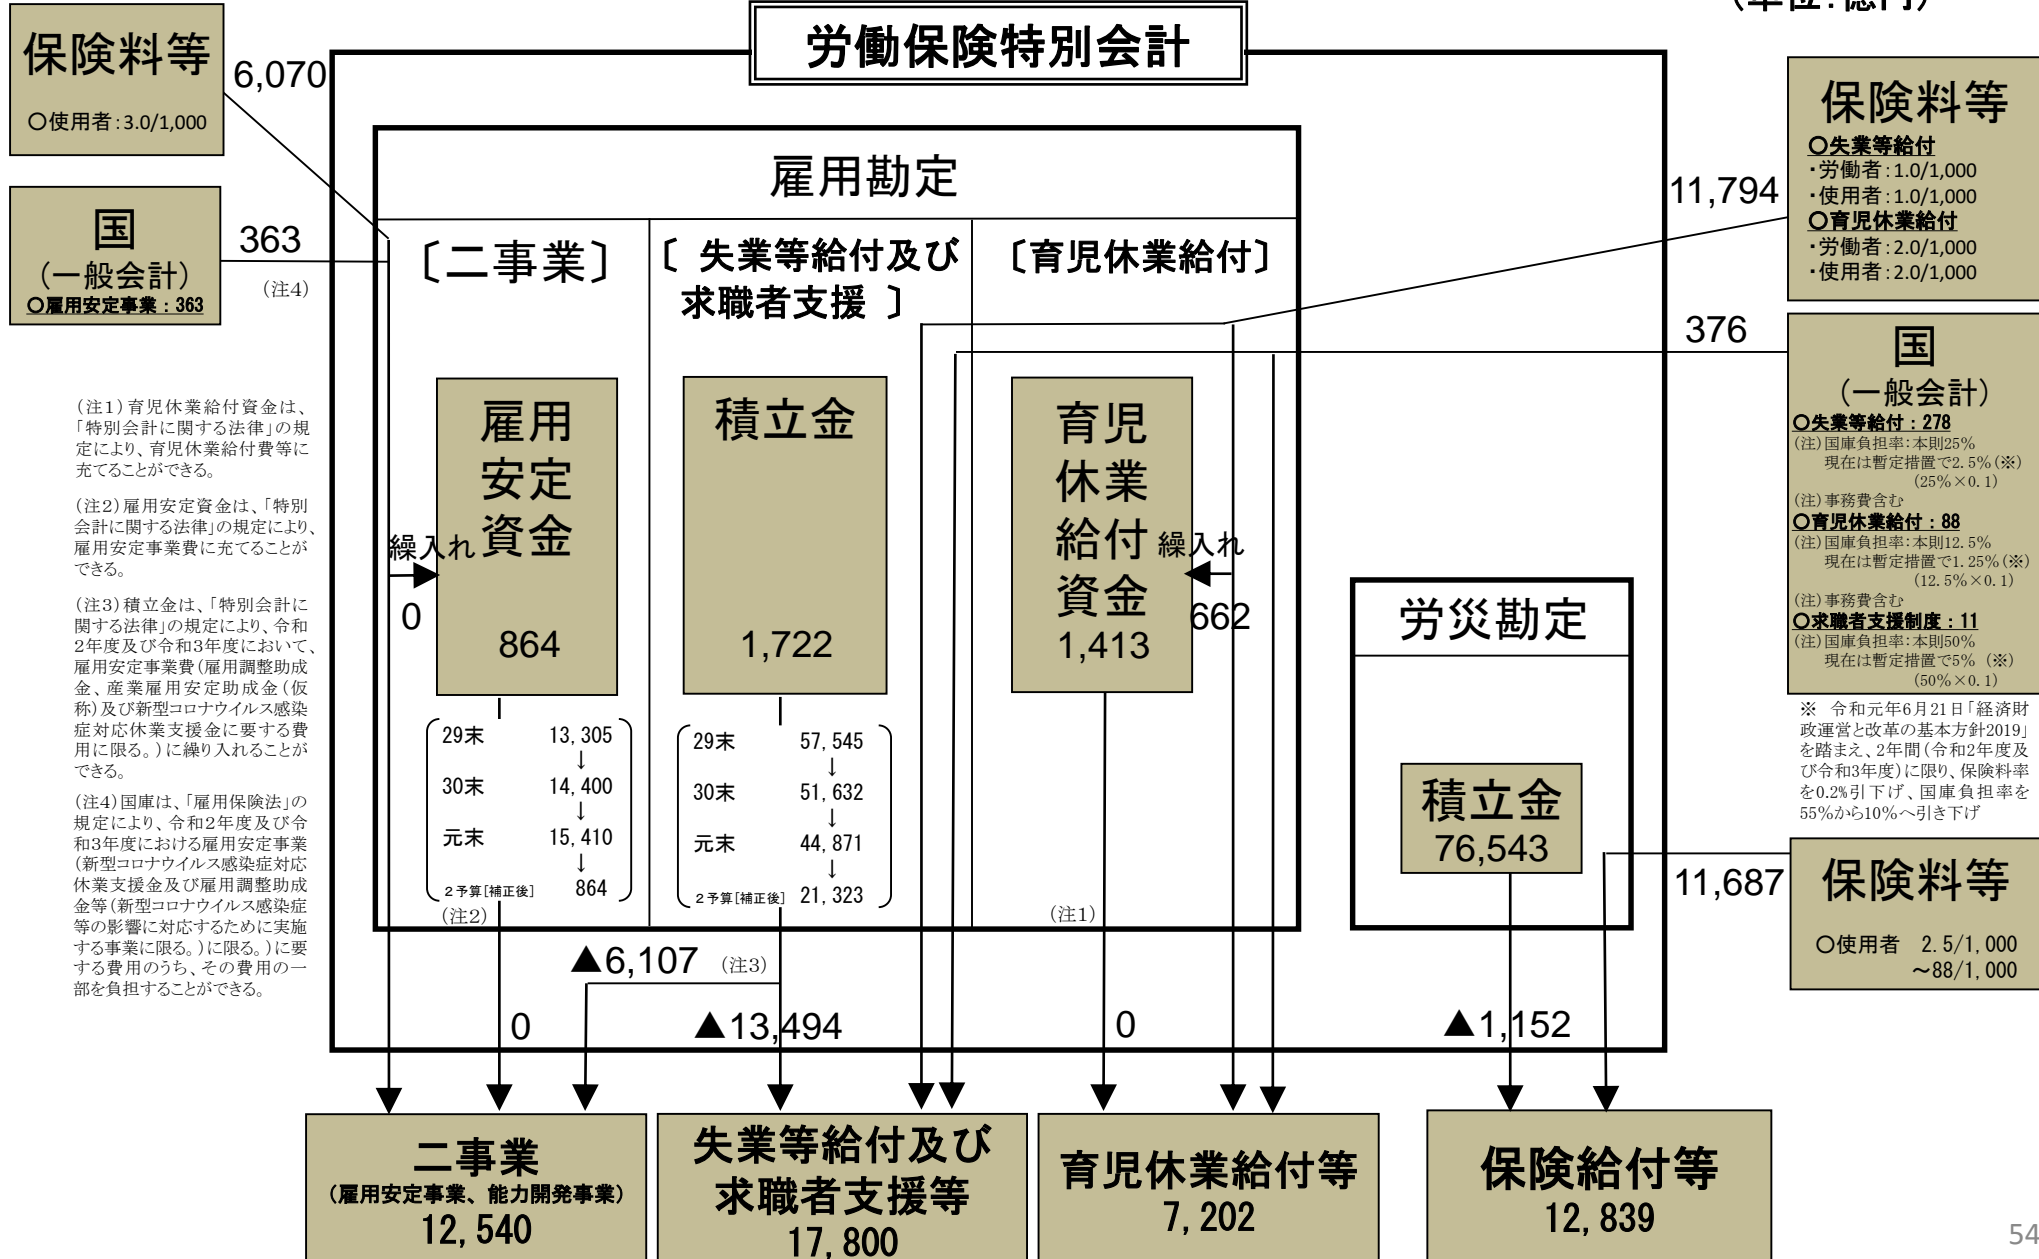 (単位:億円)
労働保険特別会計
保険料等
○使用者:3.0/1,000
6,070
国
(一般会計)
○雇用安定事業:363
363
(注4)
雇用勘定
〔二事業〕
〔 失業等給付及び
求職者支援 〕
〔育児休業給付〕
雇用
安定
資金
864
繰入れ
0
積立金
1,722
育児
休業
給付
資金
1,413
繰入れ
662
29末 13,305
↓
30末 14,400
↓
元末 15,410
↓
2予算[補正後] 864
(注2)
29末 57,545
↓
30末 51,632
↓
元末 44,871
↓
2予算[補正後] 21,323
(注1)
労災勘定
積立金
76,543
11,794
保険料等
○失業等給付
・労働者:1.0/1,000
・使用者:1.0/1,000
○育児休業給付
・労働者:2.0/1,000
・使用者:2.0/1,000
376
国
(一般会計)
○失業等給付:278
(注)国庫負担率:本則25%
現在は暫定措置で2.5%(※)
(25%×0.1)
(注)事務費含む
○育児休業給付:88
(注)国庫負担率:本則12.5%
現在は暫定措置で1.25%(※)
(12.5%×0.1)
(注)事務費含む
○求職者支援制度:11
(注)国庫負担率:本則50%
現在は暫定措置で5% (※)
(50%×0.1)
※ 令和元年6月21日「経済財
政運営と改革の基本方針2019」
を踏まえ、2年間(令和2年度及
び令和3年度)に限り、保険料率
を0.2%引下げ、国庫負担率を
55%から10%へ引き下げ
11,687
保険料等
○使用者 2.5/1,000
~88/1,000
(注1)育児休業給付資金は、
「特別会計に関する法律」の規
定により、育児休業給付費等に
充てることができる。
(注2)雇用安定資金は、「特別
会計に関する法律」の規定により、
雇用安定事業費に充てることが
できる。
(注3)積立金は、「特別会計に
関する法律」の規定により、令和
2年度及び令和3年度において、
雇用安定事業費(雇用調整助成
金、産業雇用安定助成金(仮
称)及び新型コロナウイルス感染
症対応休業支援金に要する費
用に限る。)に繰り入れることが
できる。
(注4)国庫は、「雇用保険法」の
規定により、令和2年度及び令
和3年度における雇用安定事業
(新型コロナウイルス感染症対応
休業支援金及び雇用調整助成
金等(新型コロナウイルス感染症
等の影響に対応するために実施
する事業に限る。)に限る。)に要
する費用のうち、その費用の一
部を負担することができる。
▲6,107 (注3)
0
▲13,494
0
▲1,152
二事業
(雇用安定事業、能力開発事業)
12,540
失業等給付及び
求職者支援等
17,800
育児休業給付等
7,202
保険給付等
12,839
54